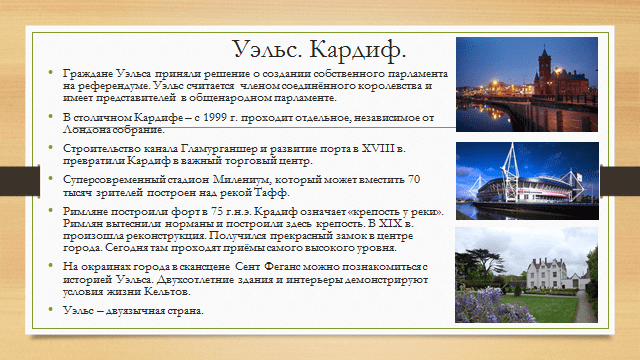 Уэльс. Кардиф.
• Граждане Уэльса приняли решение о создании собственного парламента
на референдуме. Уэльс считается членом соединённого королевства и
имеет представителей в общенародном парламенте.
• В столичном Кардифе – с 1999 г. проходит отдельное, независимое от
Лондона собрание.
• Строительство канала Гламурганшер и развитие порта в XVIII в.
превратили Кардиф в важный торговый центр.
• Суперсовременный стадион Милениум, который может вместить 70
тысяч зрителей построен над рекой Тафф.
• Римляне построили форт в 75 г.н.э. Крадиф означает «крепость у реки».
Римлян вытеснили норманы и построили здесь крепость. В XIX в.
произошла реконструкция. Получился прекрасный замок в центре
города. Сегодня там проходят приёмы самого высокого уровня.
• На окраинах города в скансцене Сент Феганс можно познакомиться с
историей Уэльса. Двухсотлетние здания и интерьеры демонстрируют
условия жизни Кельтов.
• Уэльс – двуязычная страна.